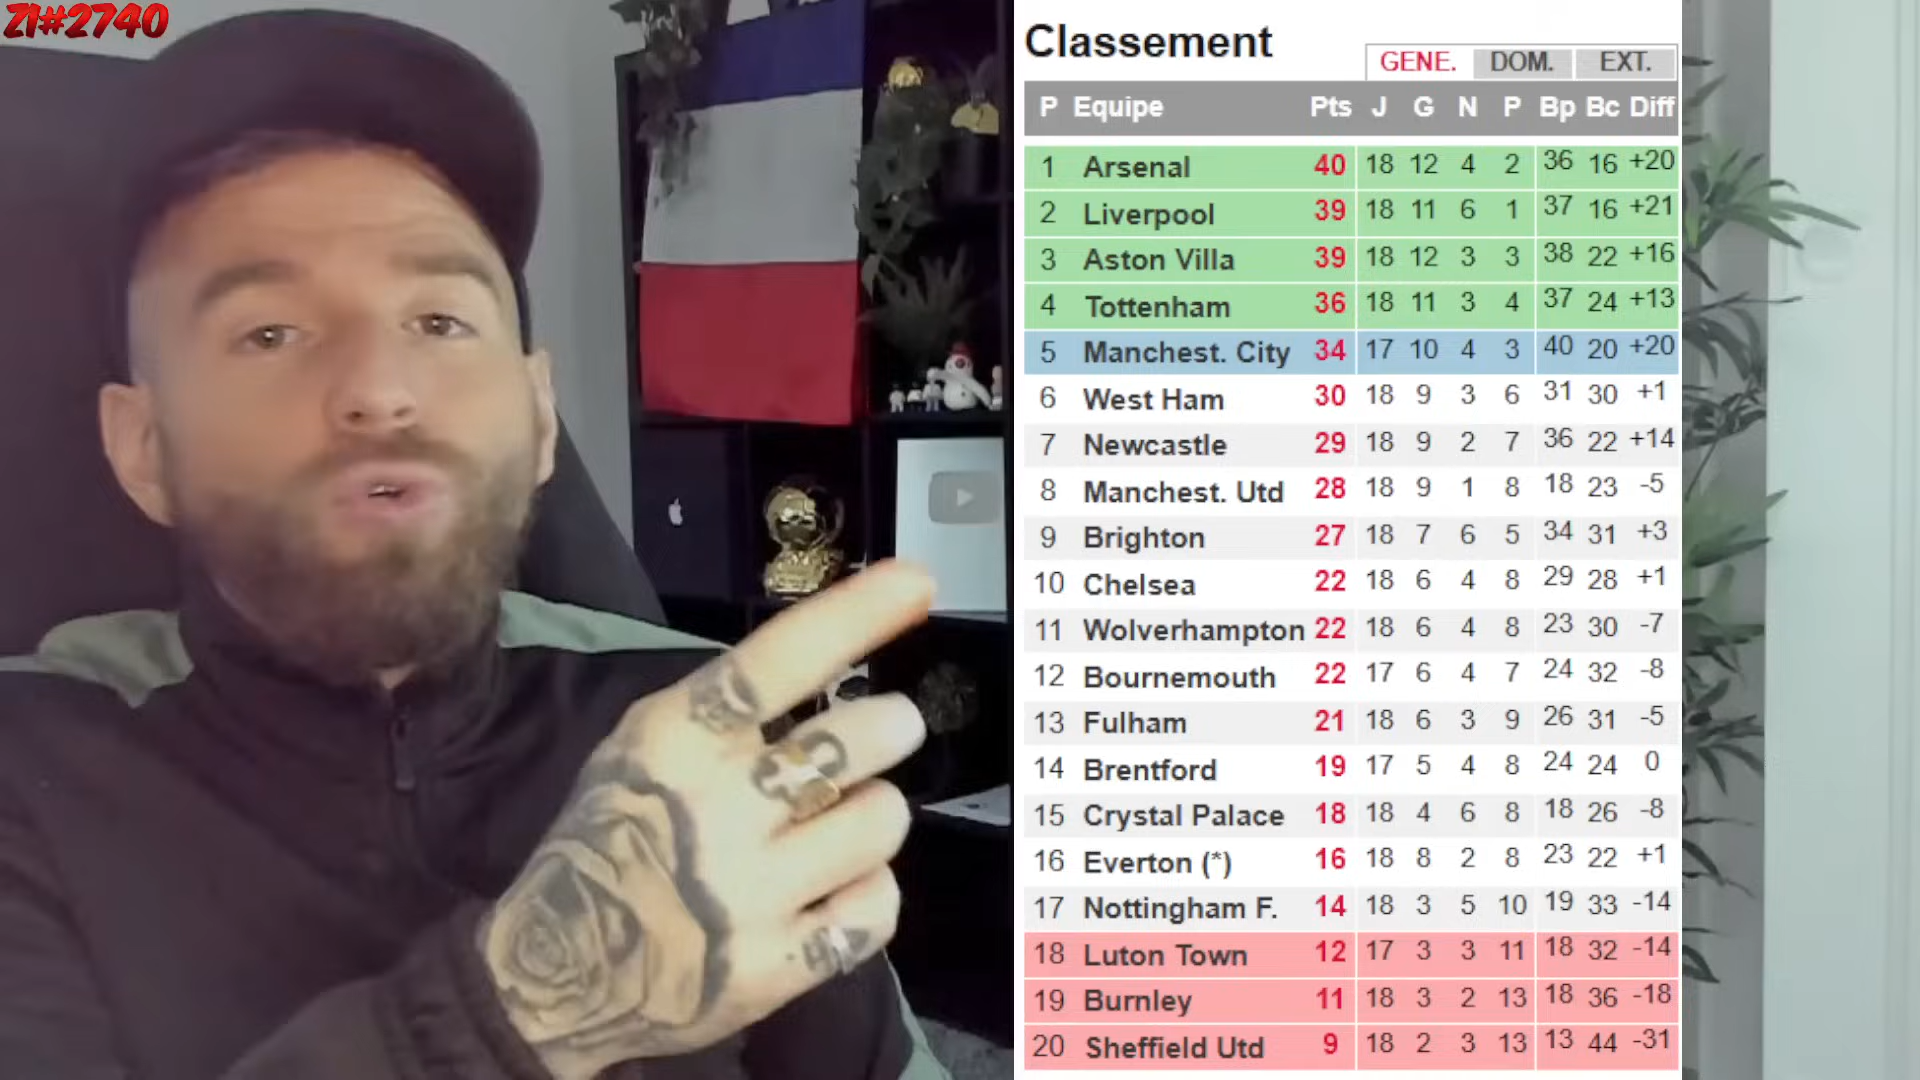 ZI#2740
Classement
GENE. DOM. EXT.
P Equipe Pts J G N P Bp Bc Diff
1 Arsenal 40 18 12 4 2 36 16 +20
2 Liverpool 39 18 11 6 1 37 16 +21
3 Aston Villa 39 18 12 3 3 38 22 +16
4 Tottenham 36 18 11 3 4 37 24 +13
5 Manchest. City 34 17 10 4 3 40 20 +20
6 West Ham 30 18 9 3 6 31 30 +1
7 Newcastle 29 18 9 2 7 36 22 +14
8 Manchest. Utd 28 18 9 1 8 18 23 -5
9 Brighton 27 18 7 6 5 34 31 +3
10 Chelsea 22 18 6 4 8 29 28 +1
11 Wolverhampton 22 18 6 4 8 23 30 -7
12 Bournemouth 22 17 6 4 7 24 32 -8
13 Fulham 21 18 6 3 9 26 31 -5
14 Brentford 19 17 5 4 8 24 24 0
15 Crystal Palace 18 18 4 6 8 18 26 -8
16 Everton (*) 16 18 8 2 8 23 22 +1
17 Nottingham F. 14 18 3 5 10 19 33 -14
18 Luton Town 12 17 3 3 11 18 32 -14
19 Burnley 11 18 3 2 13 18 36 -18
20 Sheffield Utd 9 18 2 3 13 13 44 -31